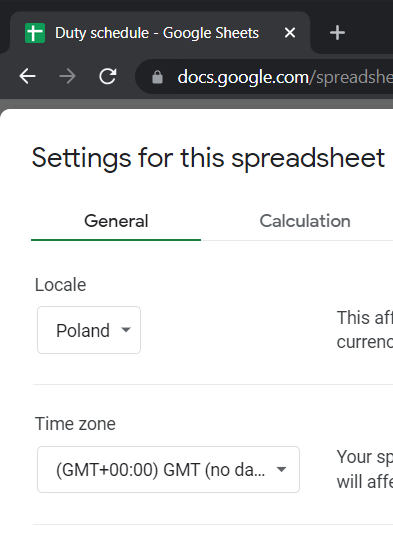 Duty schedule - Google Sheets
docs.google.com/spreadshe
Settings for this spreadsheet
General
Calculation
Locale
Poland
This aff
currenc
Time zone
(GMT+00:00) GMT (no da...
Your sp
will affe